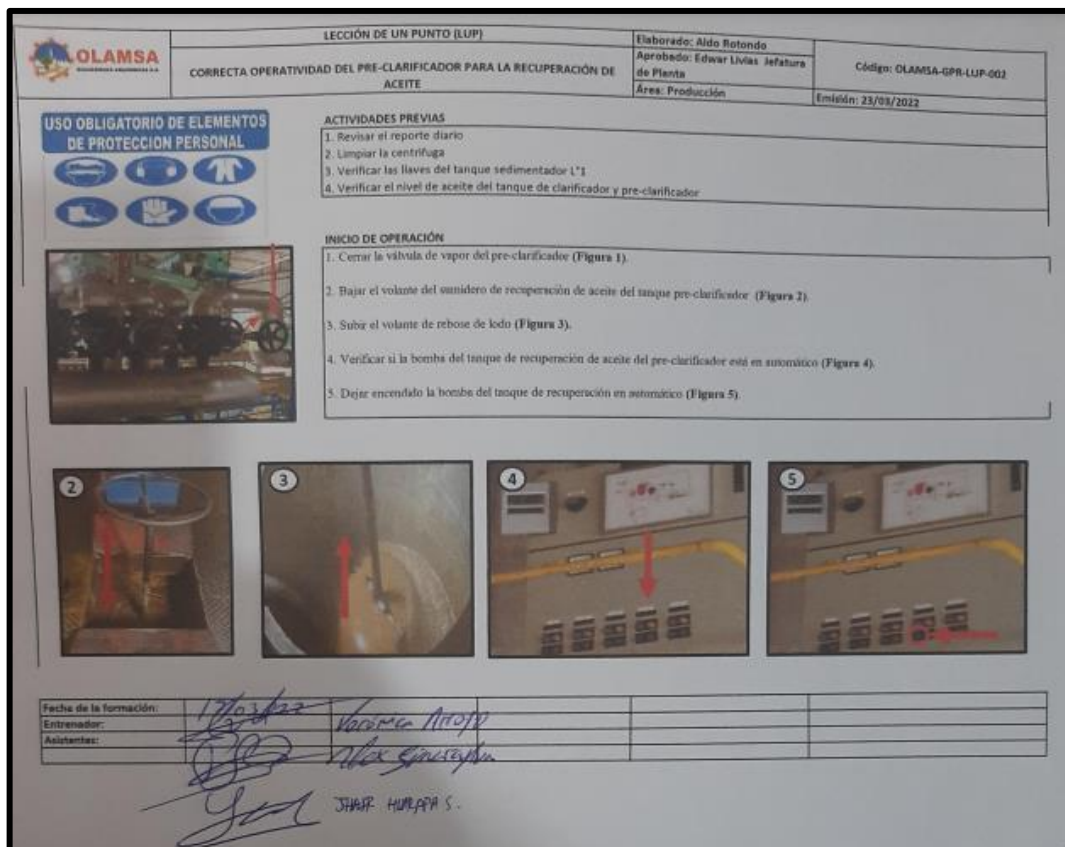 OLAMSA
LECCIÓN DE UN PUNTO (LUP)
CORRECTA OPERATIVIDAD DEL PRE-CLARIFICADOR PARA LA RECUPERACIÓN DE
ACEITE
Elaborado: Aldo Rotondo
Aprobado: Edwar Livias Jefatura
de Planta
Área: Producción
Código: OLAMSA-GPR-LUP-002
Emisión: 23/03/2022
USO OBLIGATORIO DE ELEMENTOS
DE PROTECCION PERSONAL
ACTIVIDADES PREVIAS
1. Revisar el reporte diario
2. Limpiar la centrifuga
3. Verificar las llaves del tanque sedimentador L°1
4. Verificar el nivel de aceite del tanque de clarificador y pre-clarificador
INICIO DE OPERACIÓN
1. Cerrar la válvula de vapor del pre-clarificador (Figura 1).
2. Bajar el volante del sumidero de recuperación de aceite del tanque pre-clarificador (Figura 2).
3. Subir el volante de rebose de lodo (Figura 3).
4. Verificar si la bomba del tanque de recuperación de aceite del pre-clarificador está en automático (Figura 4).
5. Dejar encendido la bomba del tanque de recuperación en automático (Figura 5).
2
3
4
5
Fecha de la formación:
Entrenador:
Verónica Arroyo
Asistentes:
Alex
JHAIR HUARAPA S.